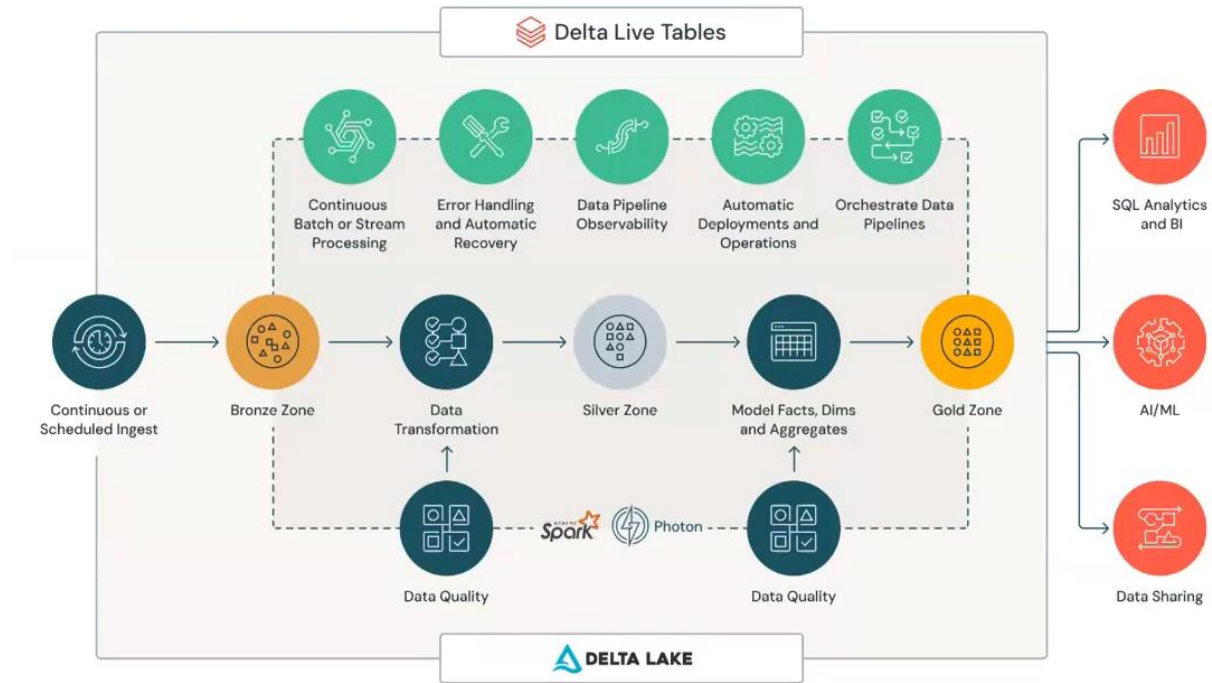 Delta Live Tables
Continuous
Batch or Stream
Processing
Error Handling
and Automatic
Recovery
Data Pipeline
Observability
Automatic
Deployments and
Operations
Orchestrate Data
Pipelines
SQL Analytics
and BI
Continuous or
Scheduled Ingest
Bronze Zone
Data
Transformation
Silver Zone
Model Facts, Dims
and Aggregates
Gold Zone
AI/ML
APACHE
Spark
Photon
Data Quality
Data Quality
Data Sharing
DELTA LAKE